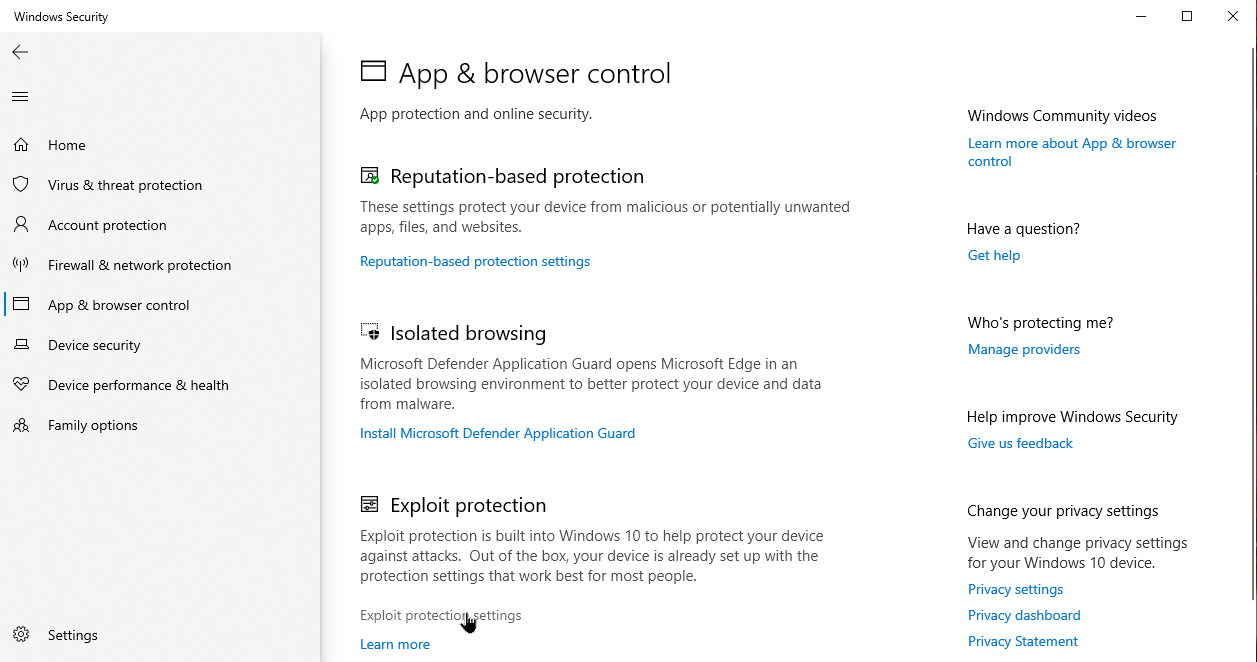 Windows Security
Home
Virus & threat protection
Account protection
Firewall & network protection
App & browser control
Device security
Device performance & health
Family options
Settings
App & browser control
App protection and online security.
Reputation-based protection
These settings protect your device from malicious or potentially unwanted
apps, files, and websites.
Reputation-based protection settings
Isolated browsing
Microsoft Defender Application Guard opens Microsoft Edge in an
isolated browsing environment to better protect your device and data
from malware.
Install Microsoft Defender Application Guard
Exploit protection
Exploit protection is built into Windows 10 to help protect your device
against attacks.  Out of the box, your device is already set up with the
protection settings that work best for most people.
Exploit protection settings
Learn more
Windows Community videos
Learn more about App & browser
control
Have a question?
Get help
Who's protecting me?
Manage providers
Help improve Windows Security
Give us feedback
Change your privacy settings
View and change privacy settings
for your Windows 10 device.
Privacy settings
Privacy dashboard
Privacy Statement